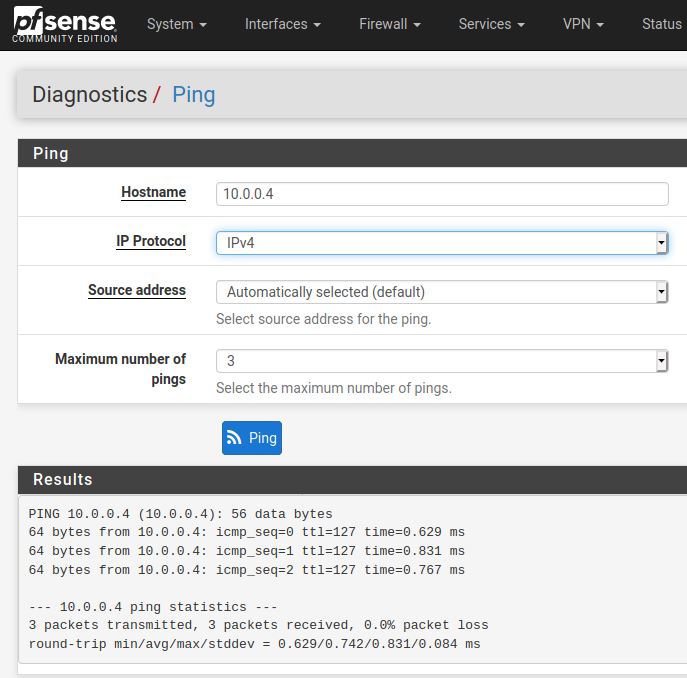 pfsense
COMMUNITY EDITION
System Interfaces Firewall Services VPN Status
Diagnostics / Ping
Ping
Hostname 10.0.0.4
IP Protocol IPv4
Source address Automatically selected (default)
Select source address for the ping.
Maximum number of pings 3
Select the maximum number of pings.
Ping
Results
PING 10.0.0.4 (10.0.0.4): 56 data bytes
64 bytes from 10.0.0.4: icmp_seq=0 ttl=127 time=0.629 ms
64 bytes from 10.0.0.4: icmp_seq=1 ttl=127 time=0.831 ms
64 bytes from 10.0.0.4: icmp_seq=2 ttl=127 time=0.767 ms
--- 10.0.0.4 ping statistics ---
3 packets transmitted, 3 packets received, 0.0% packet loss
round-trip min/avg/max/stddev = 0.629/0.742/0.831/0.084 ms